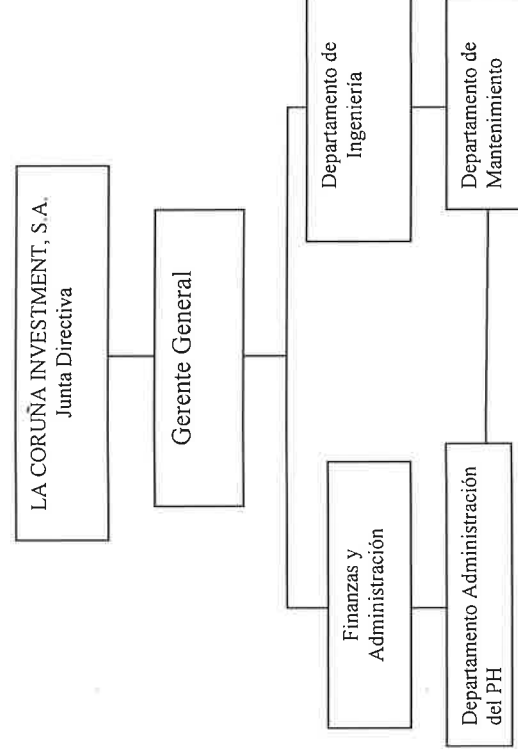 LA CORUÑA INVESTMENT, S.A.
Junta Directiva
Gerente General
Finanzas y
Administración
Departamento de
Ingeniería
Departamento Administración
del PH
Departamento de
Mantenimiento